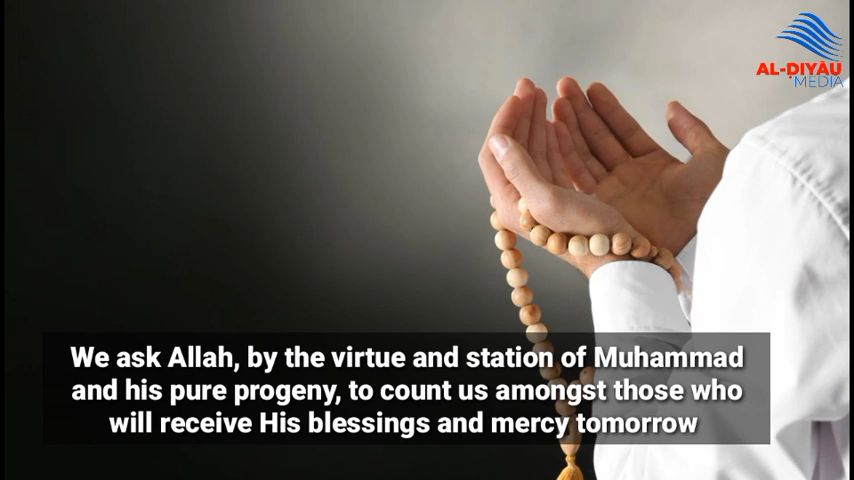 AL-ḌIYĀU
MEDIA
We ask Allah, by the virtue and station of Muhammad
and his pure progeny, to count us amongst those who
will receive His blessings and mercy tomorrow